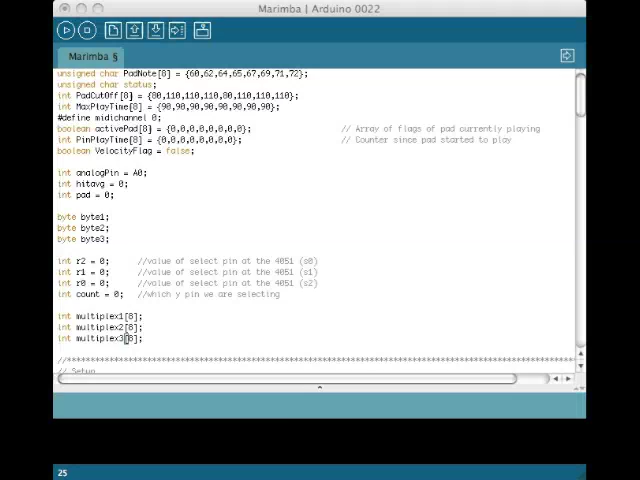 Marimba | Arduino 0022
Marimba §
unsigned char PadNote[8] = {60,62,64,65,67,69,71,72};
unsigned char status;
int PadCutOff[8] = {80,110,110,110,80,110,110,110};
int MaxPlayTime[8] = {90,90,90,90,90,90,90,90};
#define midichannel 0;
boolean activePad[8] = {0,0,0,0,0,0,0,0}; // Array of flags of pad currently playing
int PinPlayTime[8] = {0,0,0,0,0,0,0,0}; // Counter since pad started to play
boolean VelocityFlag = false;
int analogPin = A0;
int hitavg = 0;
int pad = 0;
byte byte1;
byte byte2;
byte byte3;
int r2 = 0; //value of select pin at the 4051 (s0)
int r1 = 0; //value of select pin at the 4051 (s1)
int r0 = 0; //value of select pin at the 4051 (s2)
int count = 0; //which y pin we are selecting
int multiplex1[8];
int multiplex2[8];
int multiplex3[8];
// Setup
25